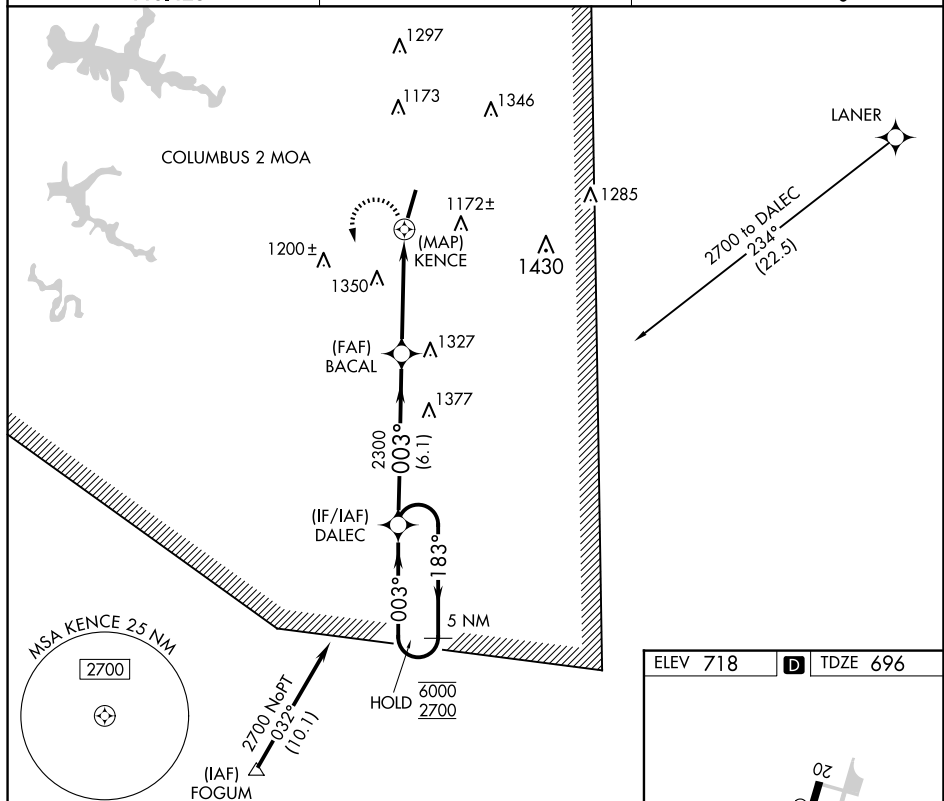 1297
1173
1346
LANER
COLUMBUS 2 MOA
1285
1172±
2700 to DALEC
234°
(22.5)
(MAP)
KENCE
1200±
1350
1430
(FAF)
BACAL
1327
1377
2300
003°
(6.1)
(IF/IAF)
DALEC
003°
183°
5 NM
MSA KENCE 25 NM
2700
HOLD
6000
2700
2700 NoPT
032°
(10.1)
(IAF)
FOGUM
ELEV 718
D
TDZE 696
20